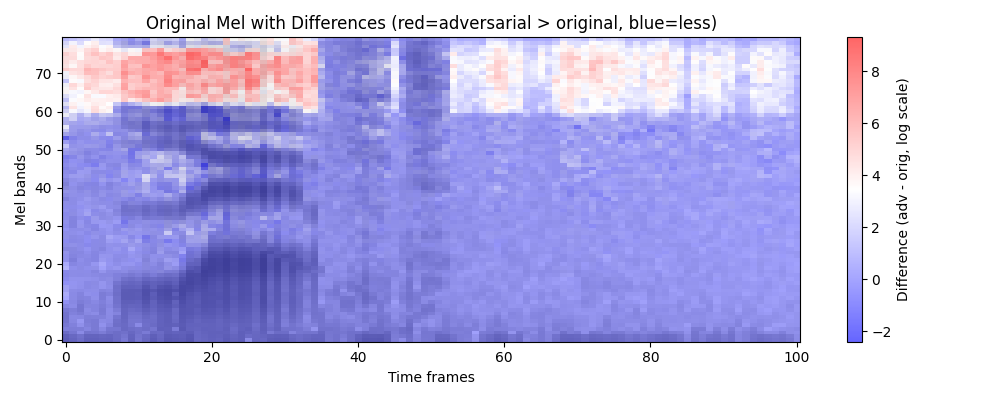 Original Mel with Differences (red=adversarial > original, blue=less)
70
60
50
40
30
20
10
0
Mel bands
0 20 40 60 80 100
Time frames
8
6
4
2
0
−2
Difference (adv - orig, log scale)